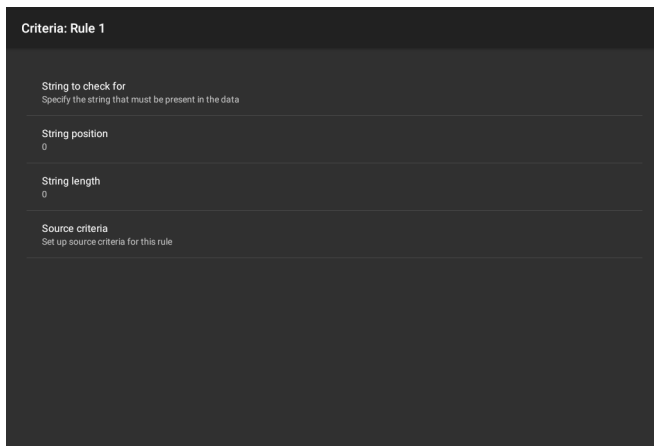 Criteria: Rule 1
String to check for
Specify the string that must be present in the data
String position
0
String length
0
Source criteria
Set up source criteria for this rule